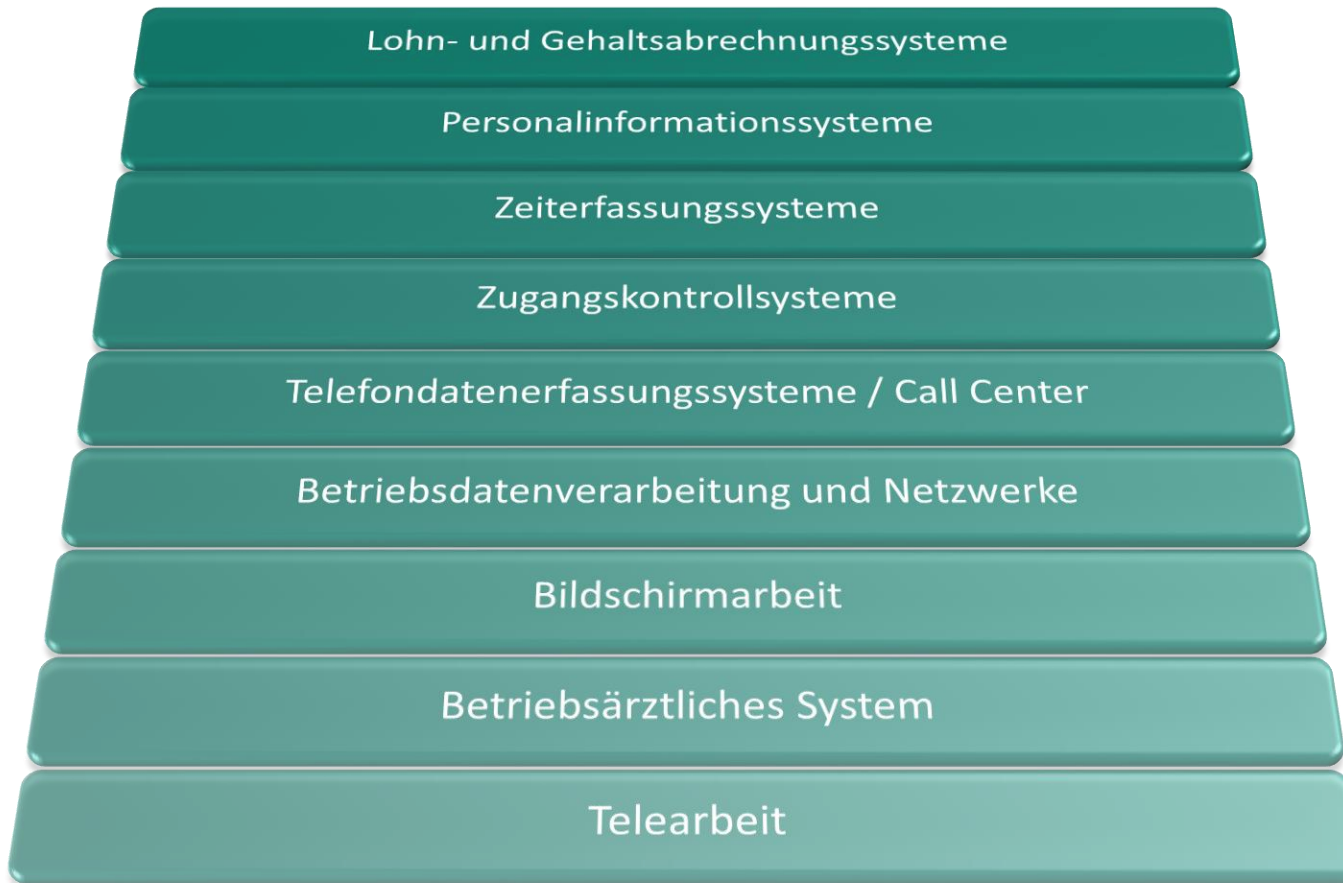 Lohn- und Gehaltsabrechnungssysteme
Personalinformationssysteme
Zeiterfassungssysteme
Zugangskontrollsysteme
Telefondatenerfassungssysteme / Call Center
Betriebsdatenverarbeitung und Netzwerke
Bildschirmarbeit
Betriebsärztliches System
Telearbeit